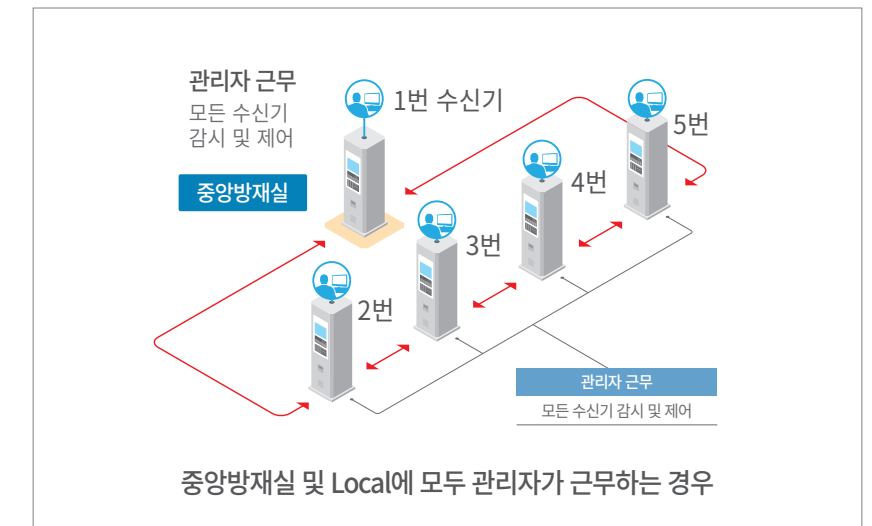 관리자 근무
모든 수신기
감시 및 제어
중앙방재실
1번 수신기
5번
4번
3번
2번
관리자 근무
모든 수신기 감시 및 제어
중앙방재실 및 Local에 모두 관리자가 근무하는 경우